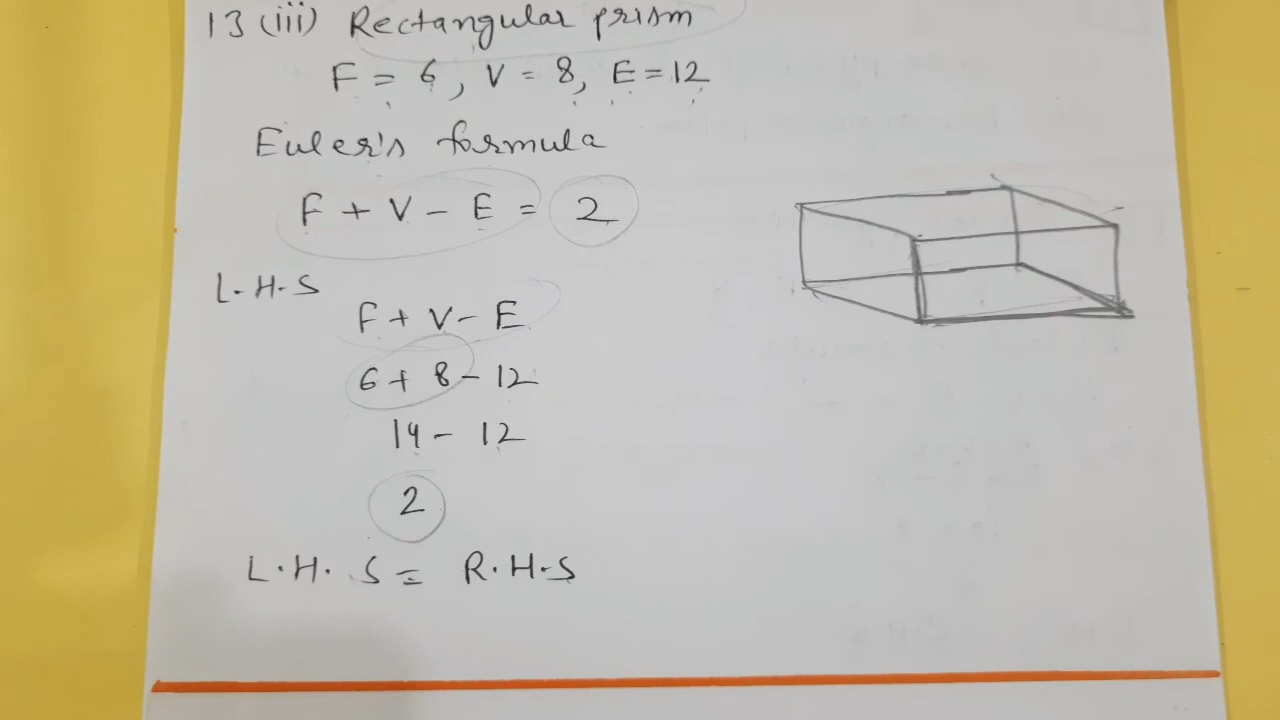 13 (iii) Rectangular prism
F = 6, V = 8, E = 12
Euler's formula
F + V - E = 2
L.H.S
F + V - E
6 + 8 - 12
14 - 12
2
L.H.S = R.H.S